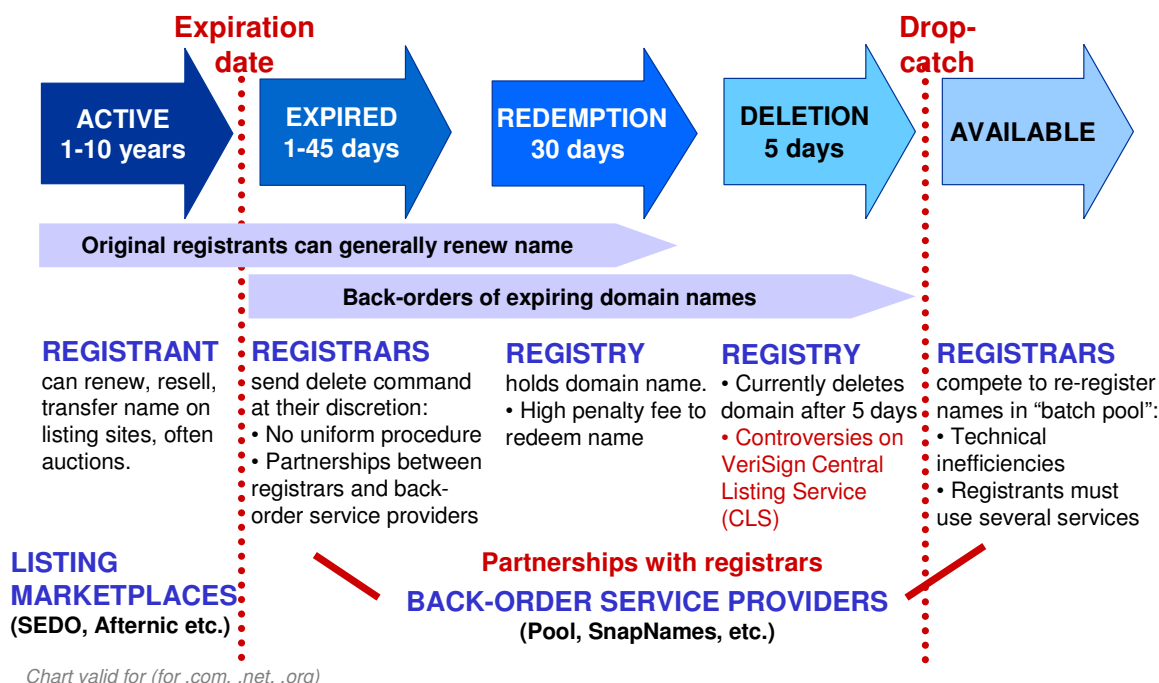 Expiration
date
Drop-
catch
ACTIVE
1-10 years
EXPIRED
1-45 days
REDEMPTION
30 days
DELETION
5 days
AVAILABLE
Original registrants can generally renew name
Back-orders of expiring domain names
REGISTRANT
can renew, resell,
transfer name on
listing sites, often
auctions.
REGISTRARS
send delete command
at their discretion:
• No uniform procedure
• Partnerships between
registrars and back-
order service providers
REGISTRY
holds domain name.
• High penalty fee to
redeem name
REGISTRY
• Currently deletes
domain after 5 days
• Controversies on
VeriSign Central
Listing Service
(CLS)
REGISTRARS
compete to re-register
names in “batch pool”:
• Technical
inefficiencies
• Registrants must
use several services
LISTING
MARKETPLACES
(SEDO, Afternic etc.)
Partnerships with registrars
BACK-ORDER SERVICE PROVIDERS
(Pool, SnapNames, etc.)
Chart valid for (for .com, .net, .org)